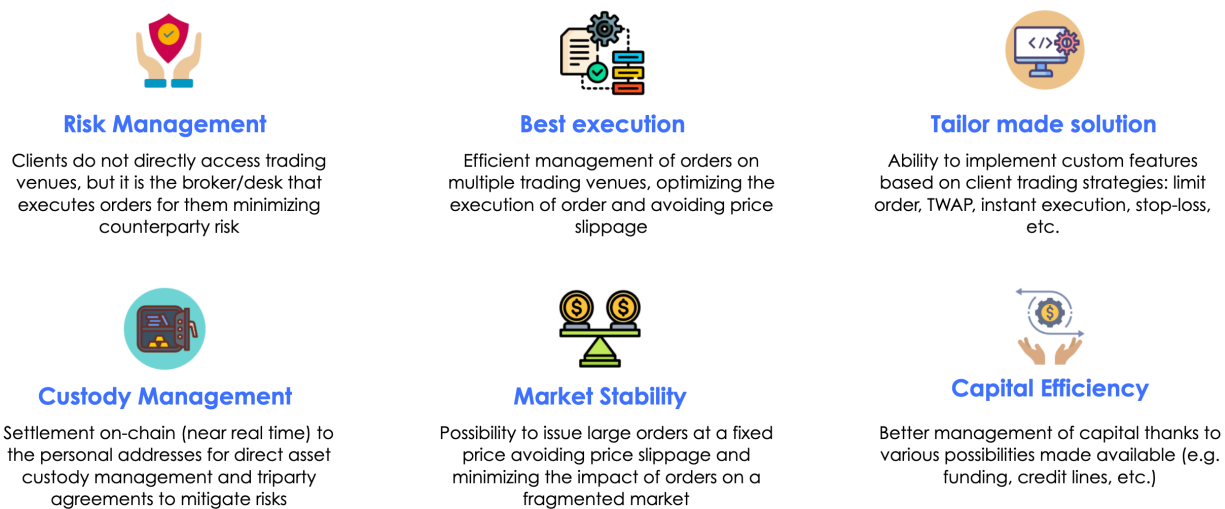 Risk Management
Clients do not directly access trading
venues, but it is the broker/desk that
executes orders for them minimizing
counterparty risk
Best execution
Efficient management of orders on
multiple trading venues, optimizing the
execution of order and avoiding price
slippage
Tailor made solution
Ability to implement custom features
based on client trading strategies: limit
order, TWAP, instant execution, stop-loss,
etc.
Custody Management
Settlement on-chain (near real time) to
the personal addresses for direct asset
custody management and triparty
agreements to mitigate risks
Market Stability
Possibility to issue large orders at a fixed
price avoiding price slippage and
minimizing the impact of orders on a
fragmented market
Capital Efficiency
Better management of capital thanks to
various possibilities made available (e.g.
funding, credit lines, etc.)